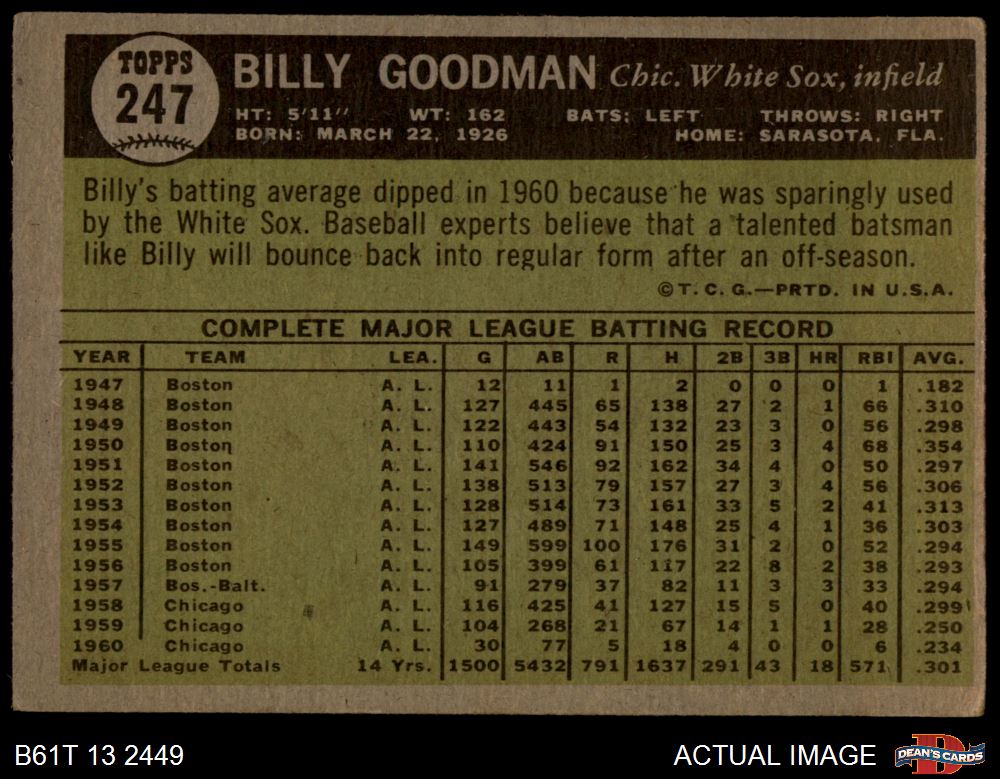 TOPPS
247
BILLY GOODMAN Chic. White Sox, infield
HT: 5'11" WT: 162 BATS: LEFT THROWS: RIGHT
BORN: MARCH 22, 1926 HOME: SARASOTA, FLA.
Billy's batting average dipped in 1960 because he was sparingly used
by the White Sox. Baseball experts believe that a talented batsman
like Billy will bounce back into regular form after an off-season.
©T. C. G.—PRTD. IN U.S.A.
COMPLETE MAJOR LEAGUE BATTING RECORD
YEAR TEAM LEA. G AB R H 2B 3B HR RBI AVG.
1947 Boston A. L. 12 11 1 2 0 0 0 1 .182
1948 Boston A. L. 127 445 65 138 27 2 1 66 .310
1949 Boston A. L. 122 443 54 132 23 3 0 56 .298
1950 Boston A. L. 110 424 91 150 25 3 4 68 .354
1951 Boston A. L. 141 546 92 162 34 4 0 50 .297
1952 Boston A. L. 138 513 79 157 27 3 4 56 .306
1953 Boston A. L. 128 514 73 161 33 5 2 41 .313
1954 Boston A. L. 127 489 71 148 25 4 1 36 .303
1955 Boston A. L. 149 599 100 176 31 2 0 52 .294
1956 Boston A. L. 105 399 61 117 22 8 2 38 .293
1957 Bos.-Balt. A. L. 91 279 37 82 11 3 3 33 .294
1958 Chicago A. L. 116 425 41 127 15 5 0 40 .299
1959 Chicago A. L. 104 268 21 67 14 1 1 28 .250
1960 Chicago A. L. 30 77 5 18 4 0 0 6 .234
Major League Totals 14 Yrs. 1500 5432 791 1637 291 43 18 571 .301
B61T 13 2449 ACTUAL IMAGE DEAN'S CARDS